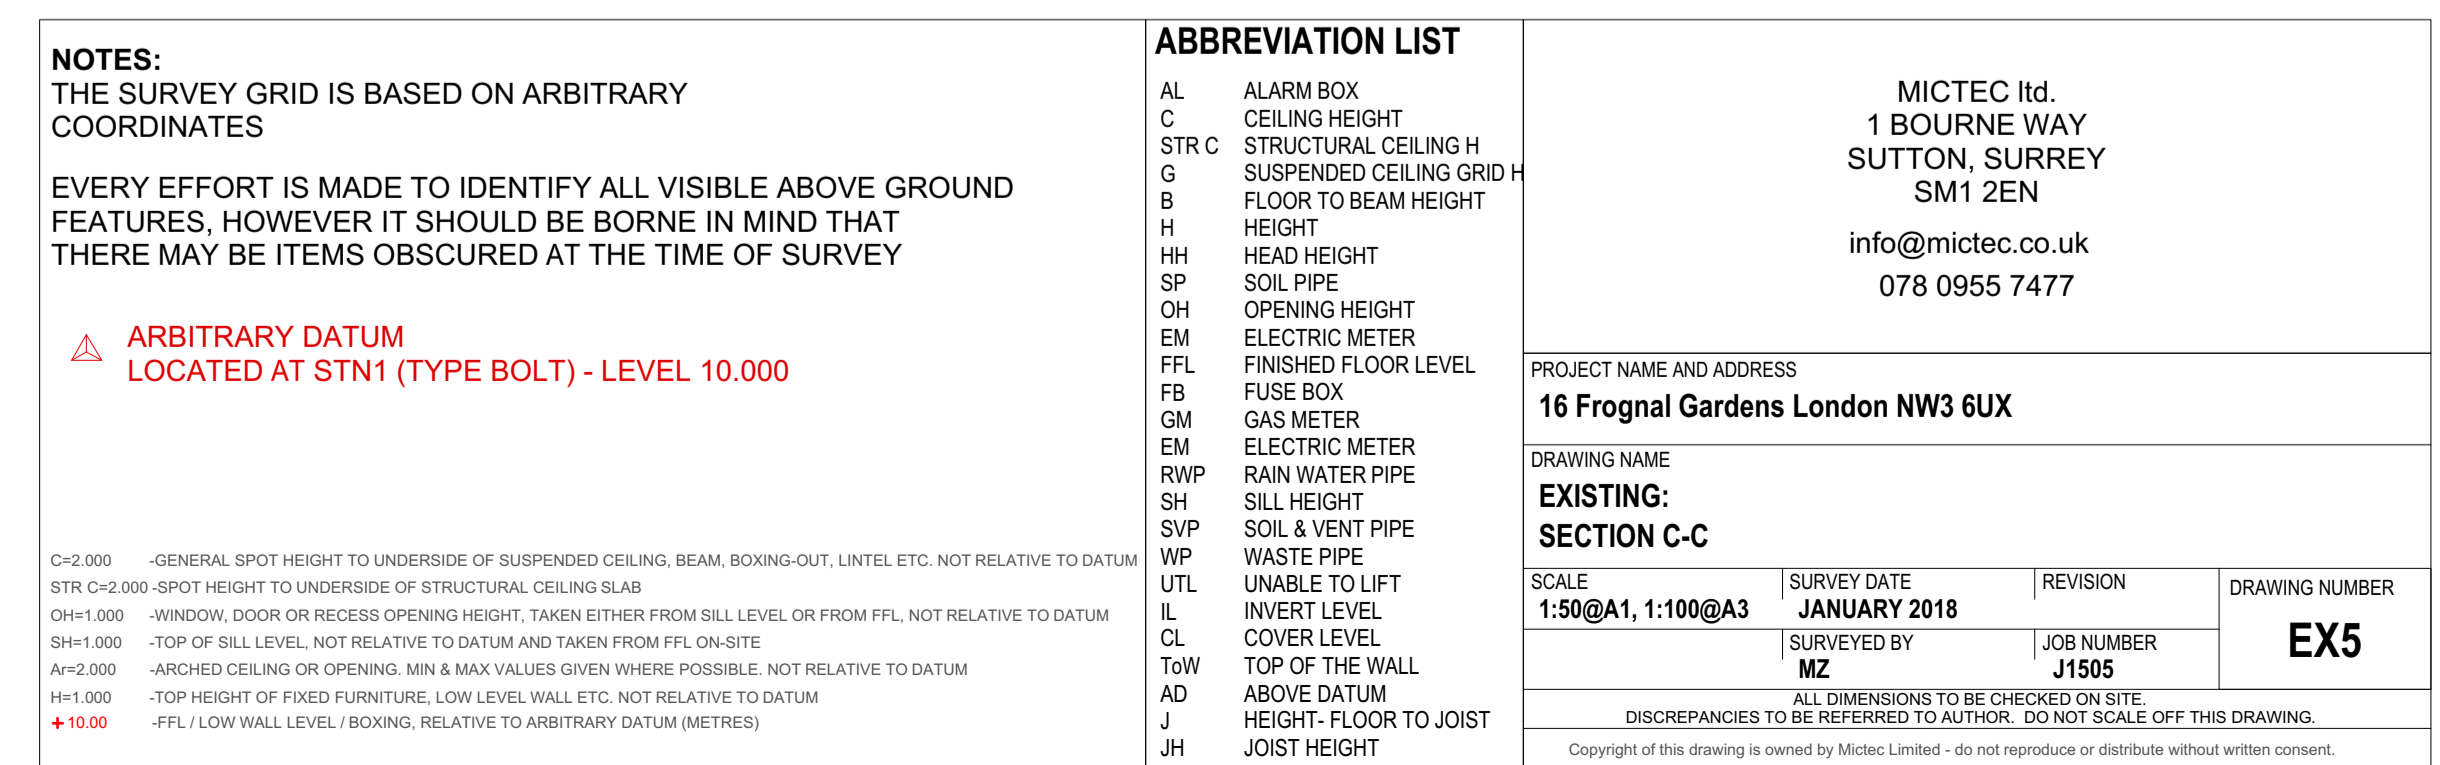 NOTES:
THE SURVEY GRID IS BASED ON ARBITRARY
COORDINATES
EVERY EFFORT IS MADE TO IDENTIFY ALL VISIBLE ABOVE GROUND
FEATURES, HOWEVER IT SHOULD BE BORNE IN MIND THAT
THERE MAY BE ITEMS OBSCURED AT THE TIME OF SURVEY
ARBITRARY DATUM
LOCATED AT STN1 (TYPE BOLT) - LEVEL 10.000
C=2.000 -GENERAL SPOT HEIGHT TO UNDERSIDE OF SUSPENDED CEILING, BEAM, BOXING-OUT, LINTEL ETC. NOT RELATIVE TO DATUM
STR C=2.000 -SPOT HEIGHT TO UNDERSIDE OF STRUCTURAL CEILING SLAB
OH=1.000 -WINDOW, DOOR OR RECESS OPENING HEIGHT, TAKEN EITHER FROM SILL LEVEL OR FROM FFL, NOT RELATIVE TO DATUM
SH=1.000 -TOP OF SILL LEVEL, NOT RELATIVE TO DATUM AND TAKEN FROM FFL ON-SITE
Ar=2.000 -ARCHED CEILING OR OPENING. MIN & MAX VALUES GIVEN WHERE POSSIBLE. NOT RELATIVE TO DATUM
H=1.000 -TOP HEIGHT OF FIXED FURNITURE, LOW LEVEL WALL ETC. NOT RELATIVE TO DATUM
+10.00 -FFL / LOW WALL LEVEL / BOXING, RELATIVE TO ARBITRARY DATUM (METRES)
ABBREVIATION LIST
AL ALARM BOX
C CEILING HEIGHT
STR C STRUCTURAL CEILING H
G SUSPENDED CEILING GRID H
B FLOOR TO BEAM HEIGHT
H HEIGHT
HH HEAD HEIGHT
SP SOIL PIPE
OH OPENING HEIGHT
EM ELECTRIC METER
FFL FINISHED FLOOR LEVEL
FB FUSE BOX
GM GAS METER
EM ELECTRIC METER
RWP RAIN WATER PIPE
SH SILL HEIGHT
SVP SOIL & VENT PIPE
WP WASTE PIPE
UTL UNABLE TO LIFT
IL INVERT LEVEL
CL COVER LEVEL
ToW TOP OF THE WALL
AD ABOVE DATUM
J HEIGHT- FLOOR TO JOIST
JH JOIST HEIGHT
MICTEC ltd.
1 BOURNE WAY
SUTTON, SURREY
SM1 2EN
info@mictec.co.uk
078 0955 7477
PROJECT NAME AND ADDRESS
16 Frognal Gardens London NW3 6UX
DRAWING NAME
EXISTING:
SECTION C-C
SCALE
1:50@A1, 1:100@A3
SURVEY DATE
JANUARY 2018
REVISION
SURVEYED BY
MZ
JOB NUMBER
J1505
DRAWING NUMBER
EX5
ALL DIMENSIONS TO BE CHECKED ON SITE.
DISCREPANCIES TO BE REFERRED TO AUTHOR. DO NOT SCALE OFF THIS DRAWING.
Copyright of this drawing is owned by Mictec Limited - do not reproduce or distribute without written consent.